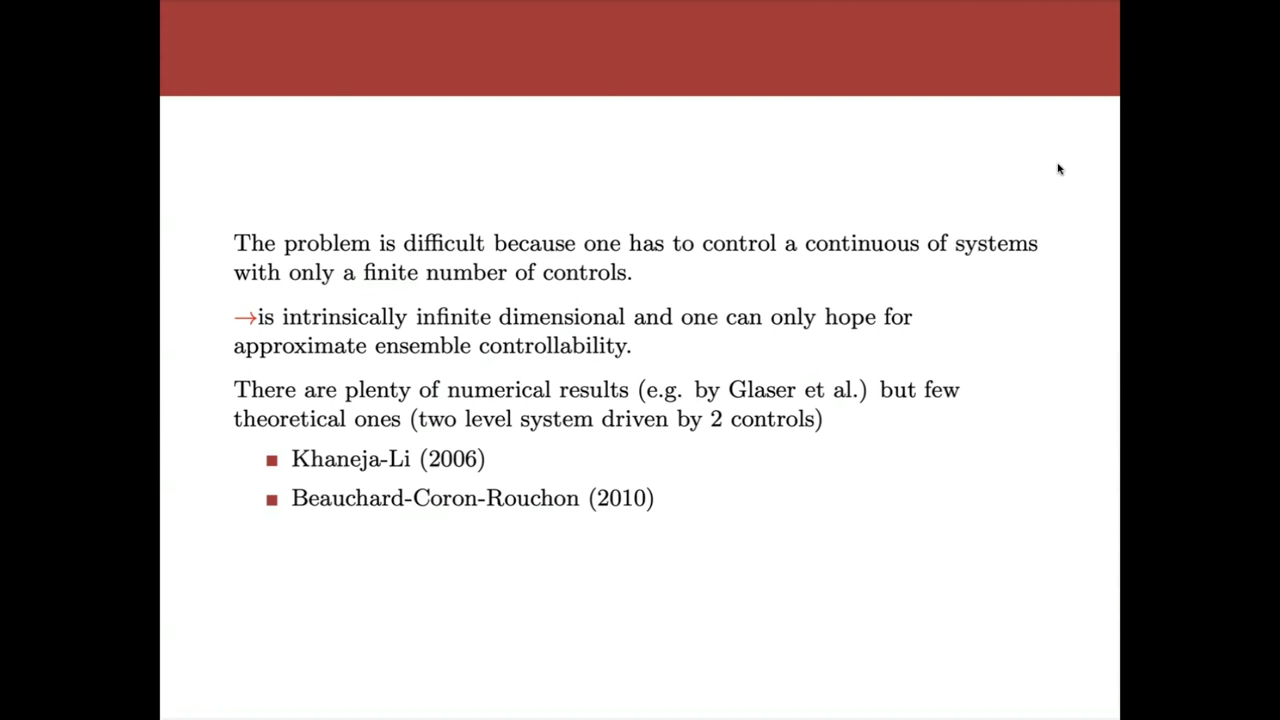 The problem is difficult because one has to control a continuous of systems
with only a finite number of controls.
→is intrinsically infinite dimensional and one can only hope for
approximate ensemble controllability.
There are plenty of numerical results (e.g. by Glaser et al.) but few
theoretical ones (two level system driven by 2 controls)
■ Khaneja-Li (2006)
■ Beauchard-Coron-Rouchon (2010)